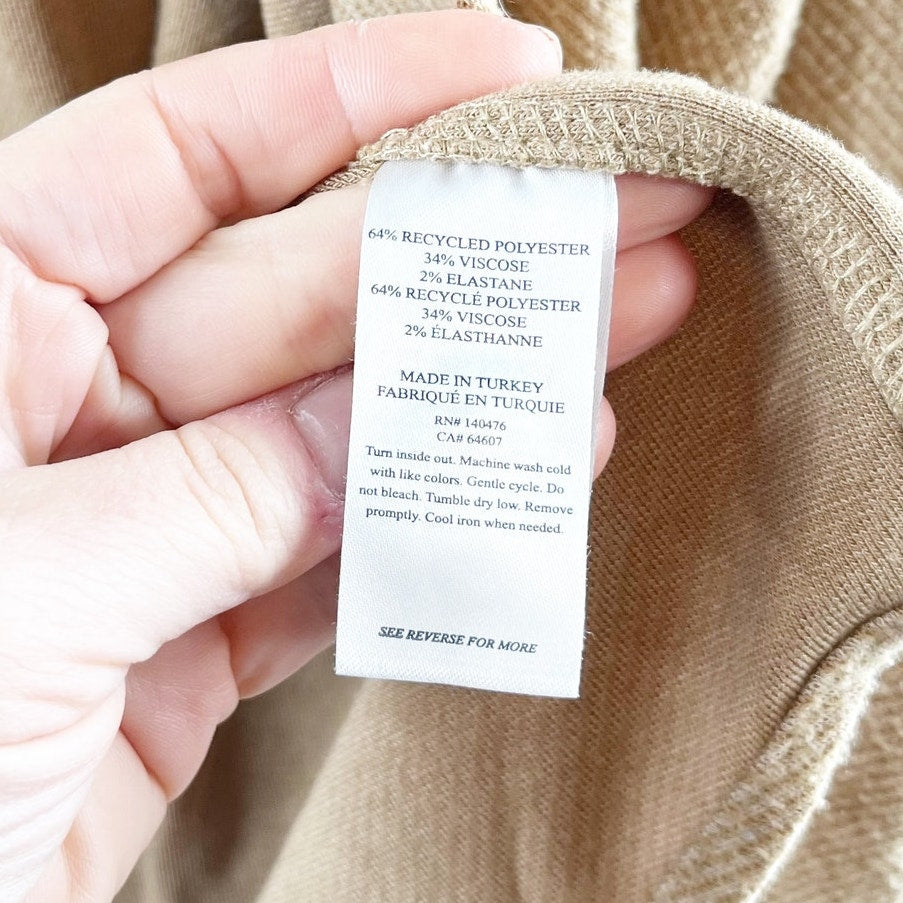 64% RECYCLED POLYESTER
34% VISCOSE
2% ELASTANE
64% RECYCLÉ POLYESTER
34% VISCOSE
2% ÉLASTHANNE
MADE IN TURKEY
FABRIQUÉ EN TURQUIE
RN# 140476
CA# 64607
Turn inside out. Machine wash cold
with like colors. Gentle cycle. Do
not bleach. Tumble dry low. Remove
promptly. Cool iron when needed.
SEE REVERSE FOR MORE